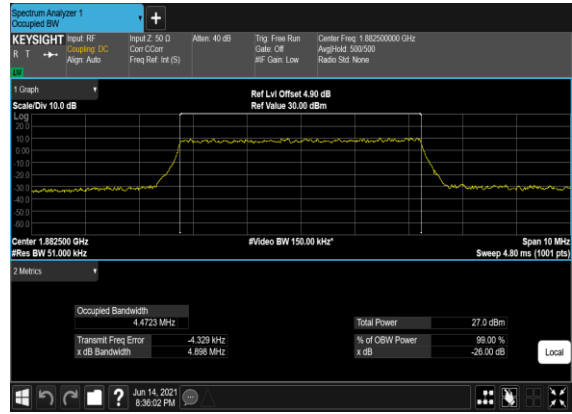 Spectrum Analyzer 1
Occupied BW
+
KEYSIGHT Input: RF Input Z: 50 Ω Atten: 40 dB Trig: Free Run Center Freq: 1.882500000 GHz
R T Coupling: DC Corr CCorr Gate: Off Avg|Hold: 500/500
Align: Auto Freq Ref: Int (S) #IF Gain: Low Radio Std: None
LW
1 Graph Ref Lvl Offset 4.90 dB
Scale/Div 10.0 dB Ref Value 30.00 dBm
Log
20.0
10.0
0.00
-10.0
-20.0
-30.0
-40.0
-50.0
-60.0
Center 1.882500 GHz #Video BW 150.00 kHz* Span 10 MHz
#Res BW 51.000 kHz Sweep 4.80 ms (1001 pts)
2 Metrics
Occupied Bandwidth
4.4723 MHz Total Power 27.0 dBm
Transmit Freq Error -4.329 kHz % of OBW Power 99.00 %
x dB Bandwidth 4.898 MHz x dB -26.00 dB
Local
? Jun 14, 2021
8:36:02 PM